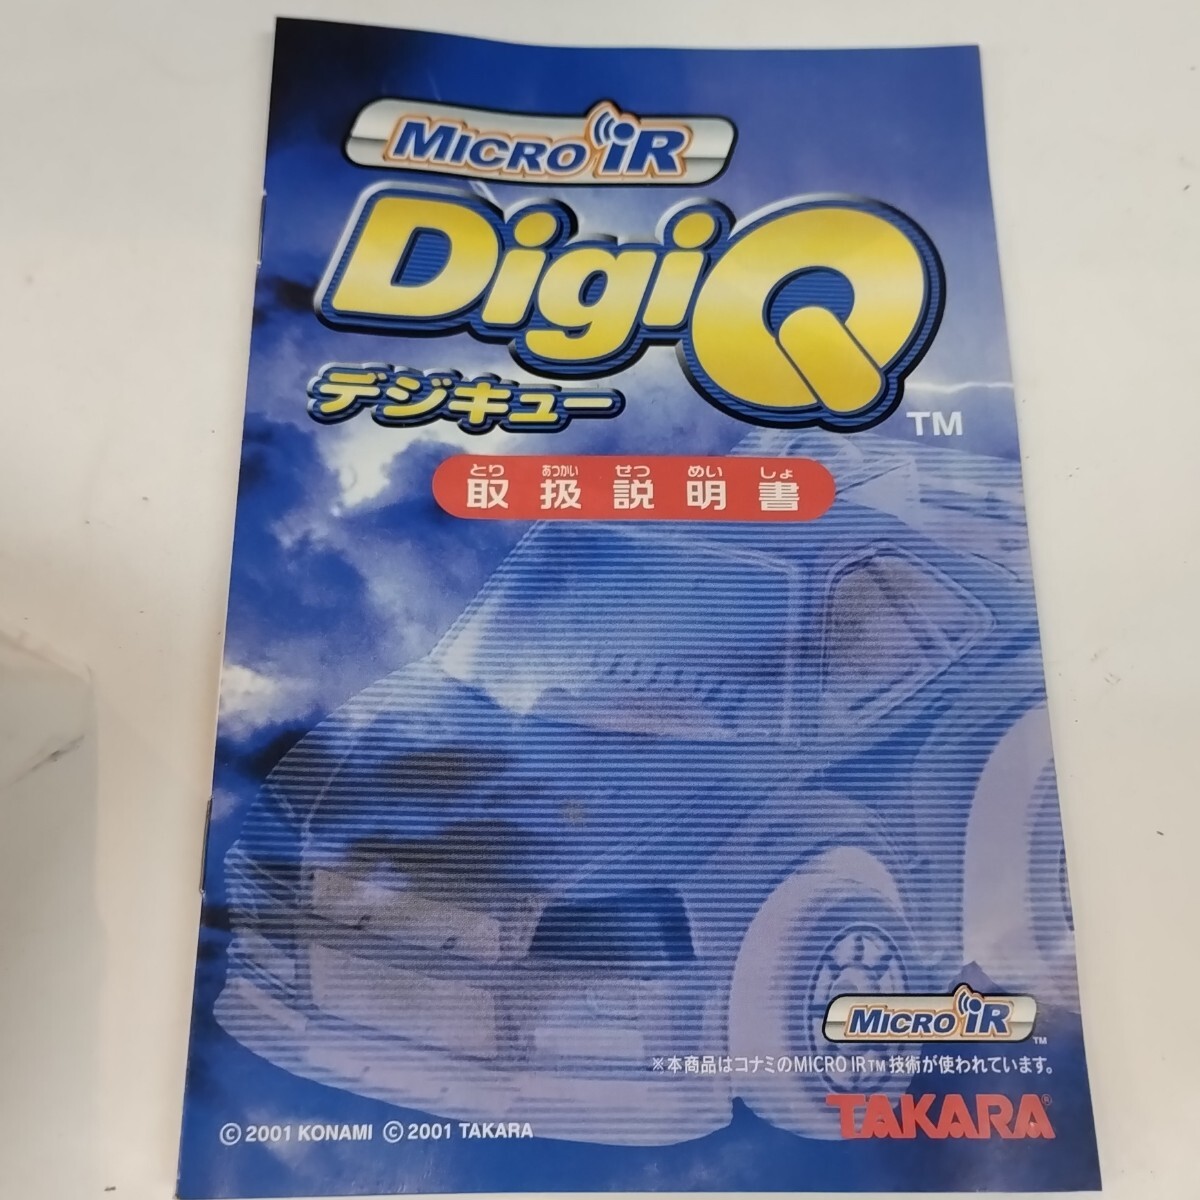 MICRO iR
DigiQ
デジキュー
TM
とり あつかい せつ めい しょ
取扱説明書
MICRO iR TM
※本商品はコナミのMICRO IR™技術が使われています。
© 2001 KONAMI © 2001 TAKARA
TAKARA®